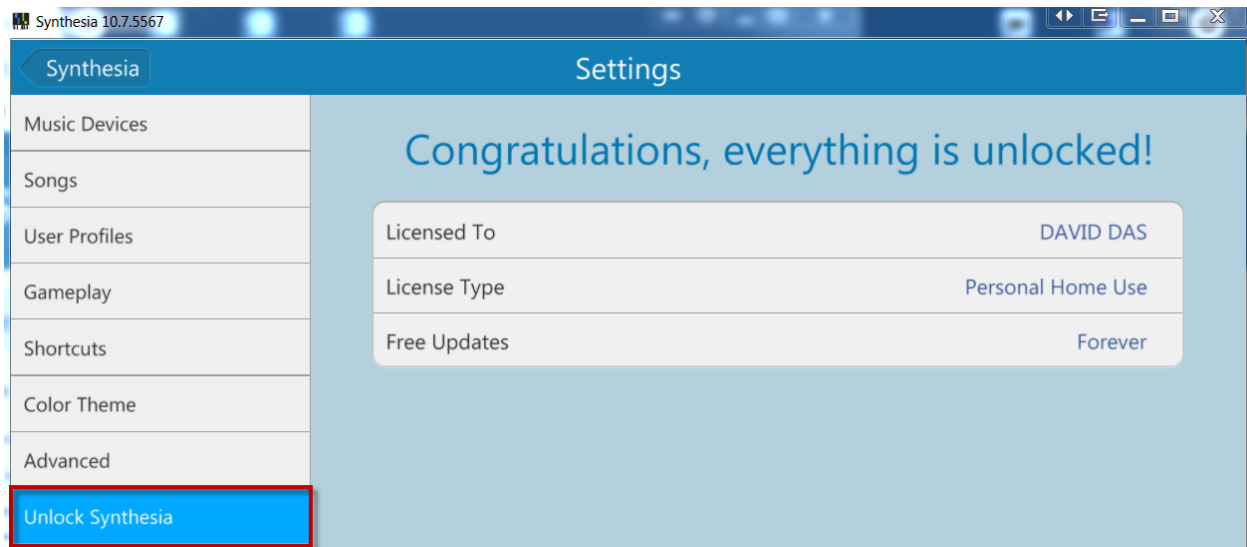 Synthesia 10.7.5567
Synthesia
Settings
Music Devices
Songs
User Profiles
Gameplay
Shortcuts
Color Theme
Advanced
Unlock Synthesia
Congratulations, everything is unlocked!
Licensed To DAVID DAS
License Type Personal Home Use
Free Updates Forever